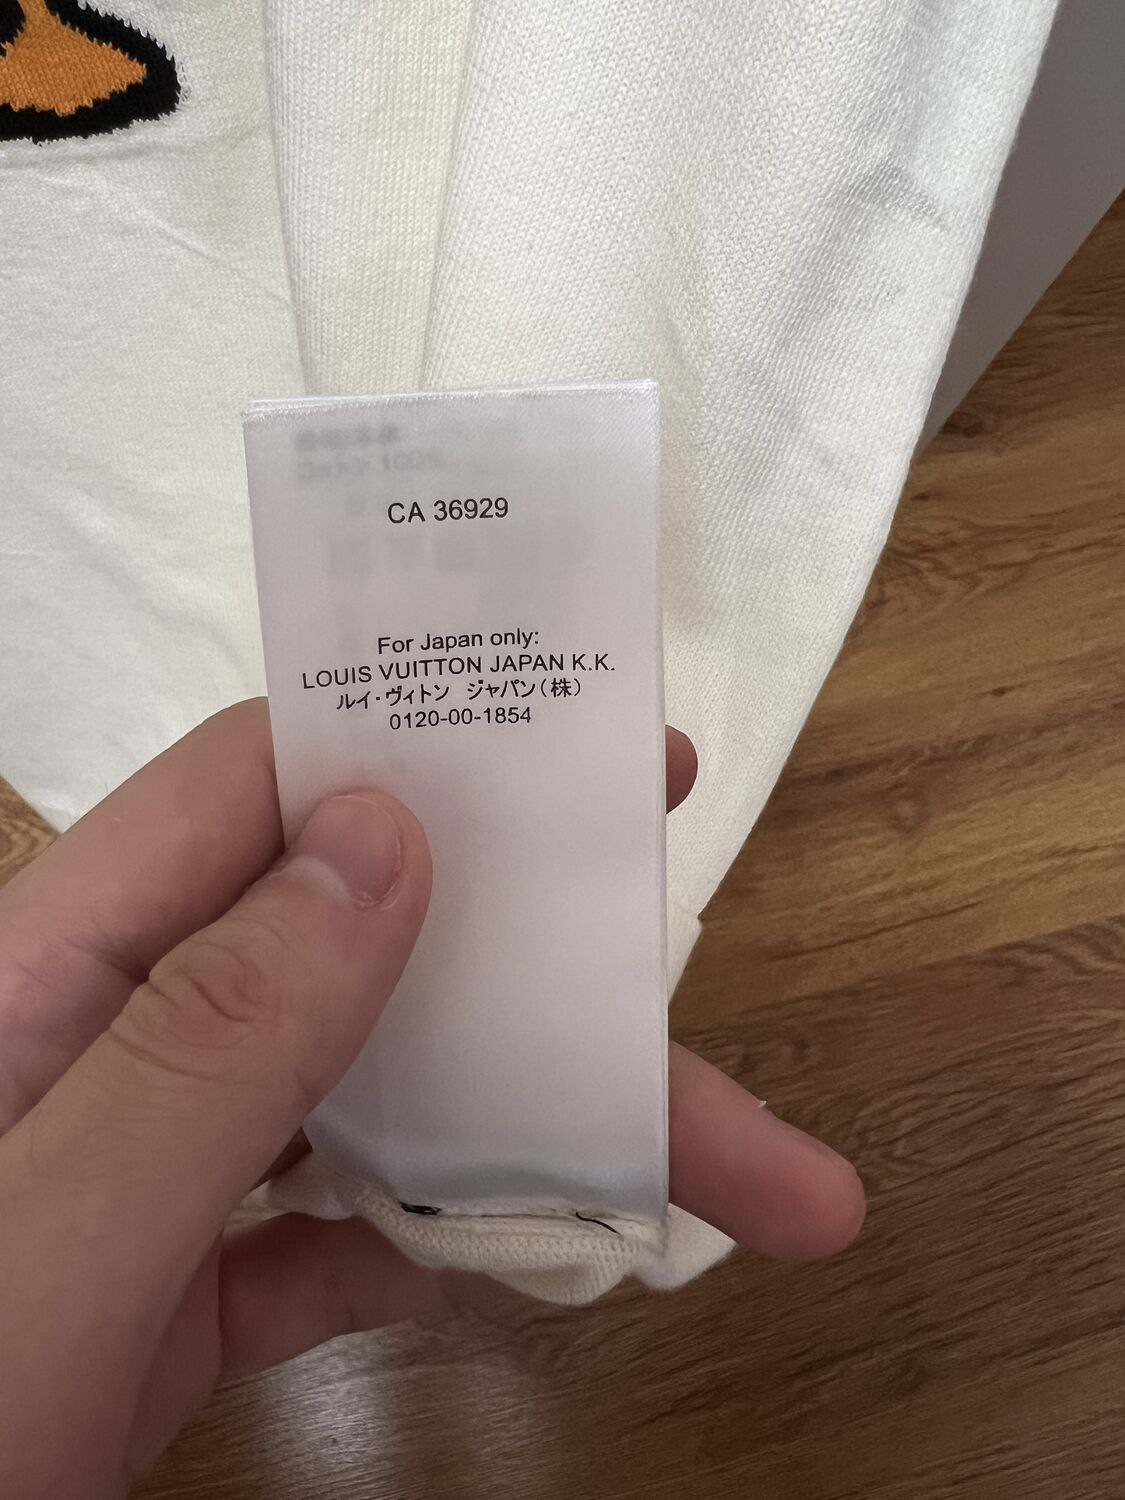 CA 36929
For Japan only:
LOUIS VUITTON JAPAN K.K.
ルイ・ヴィトン ジャパン(株)
0120-00-1854